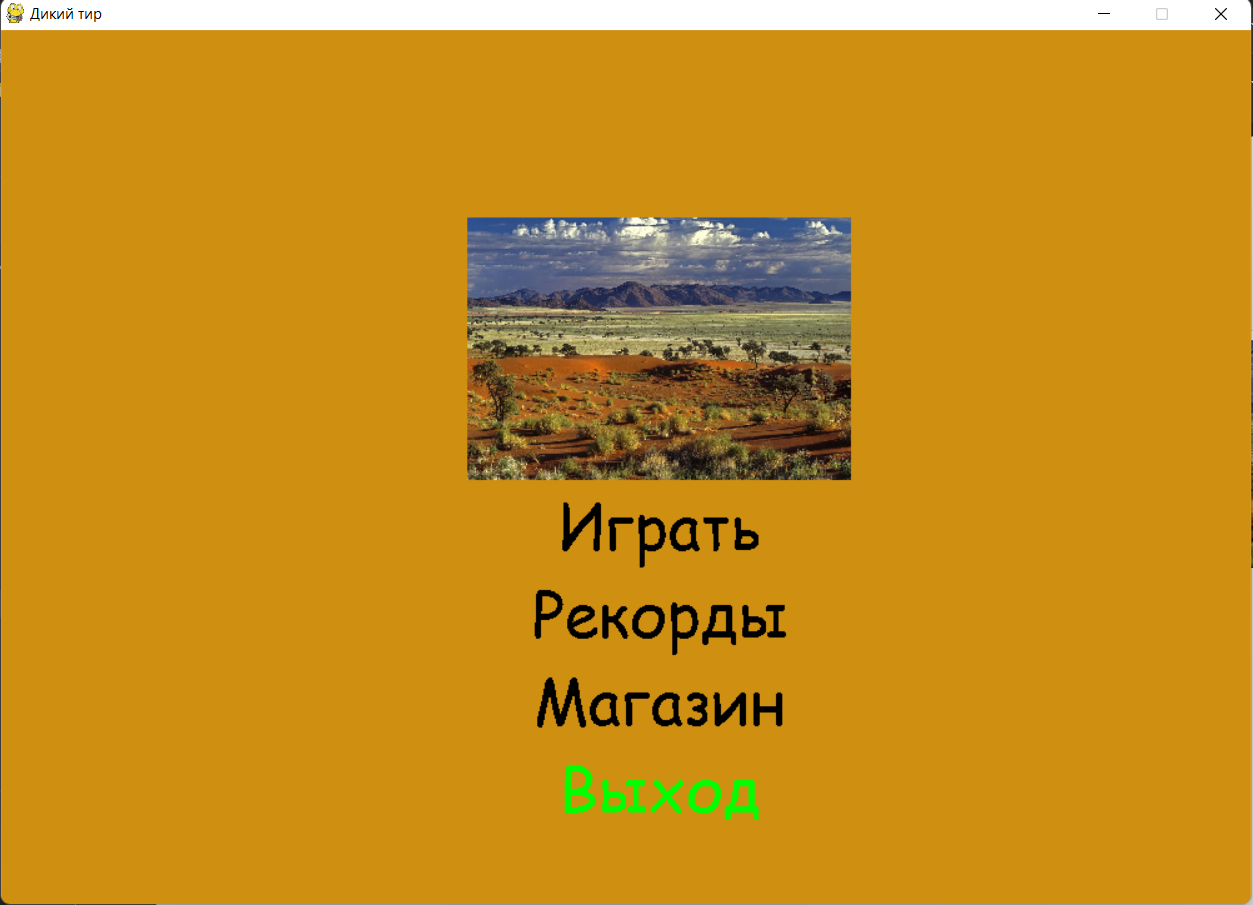 Дикий тир
Играть
Рекорды
Магазин
Выход